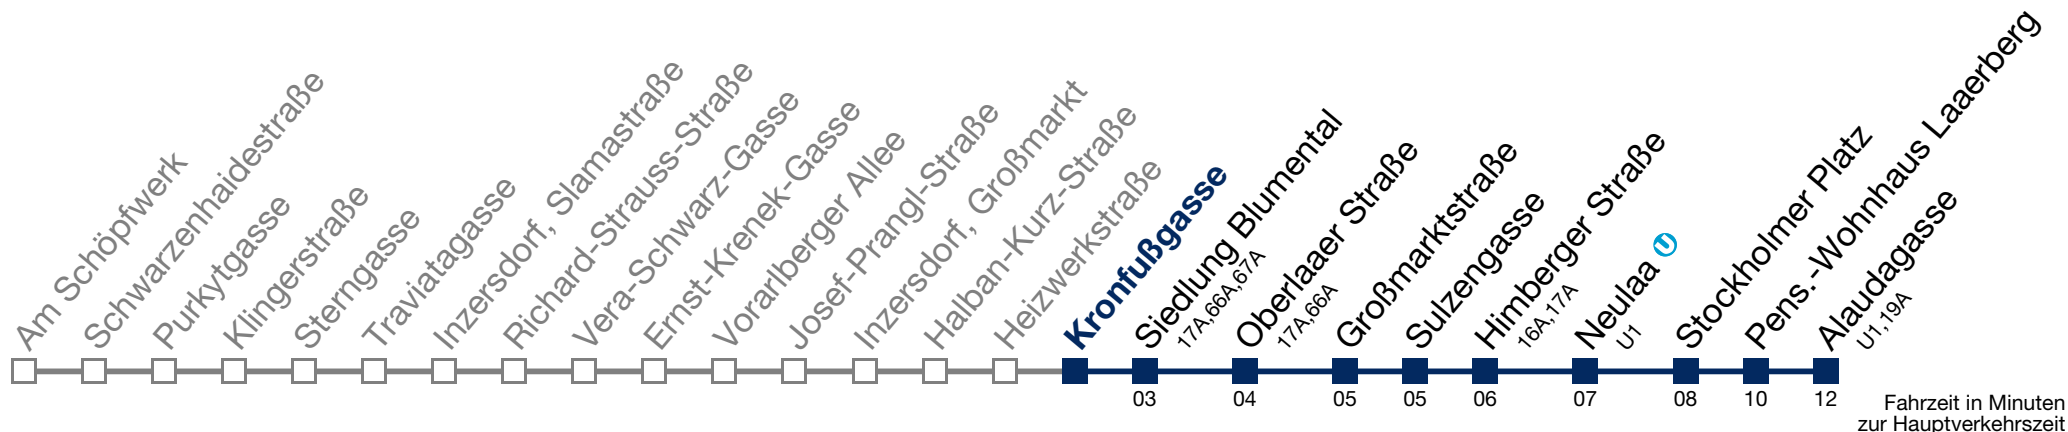 Am Schöpfwerk
Schwarzenhaidestraße
Purkytgasse
Klingerstraße
Sterngasse
Traviatagasse
Inzersdorf, Slamastraße
Richard-Strauss-Straße
Vera-Schwarz-Gasse
Ernst-Krenek-Gasse
Vorarlberger Allee
Josef-Prangl-Straße
Inzersdorf, Großmarkt
Halban-Kurz-Straße
Heizwerkstraße
Kronfußgasse
Siedlung Blumental
17A,66A,67A
Oberlaaer Straße
17A,66A
Großmarktstraße
Sulzengasse
Himberger Straße
16A,17A
Neulaa U
U1
Stockholmer Platz
Pens.-Wohnhaus Laaerberg
Alaudagasse
U1,19A
03 04 05 05 06 07 08 10 12
Fahrzeit in Minuten
zur Hauptverkehrszeit